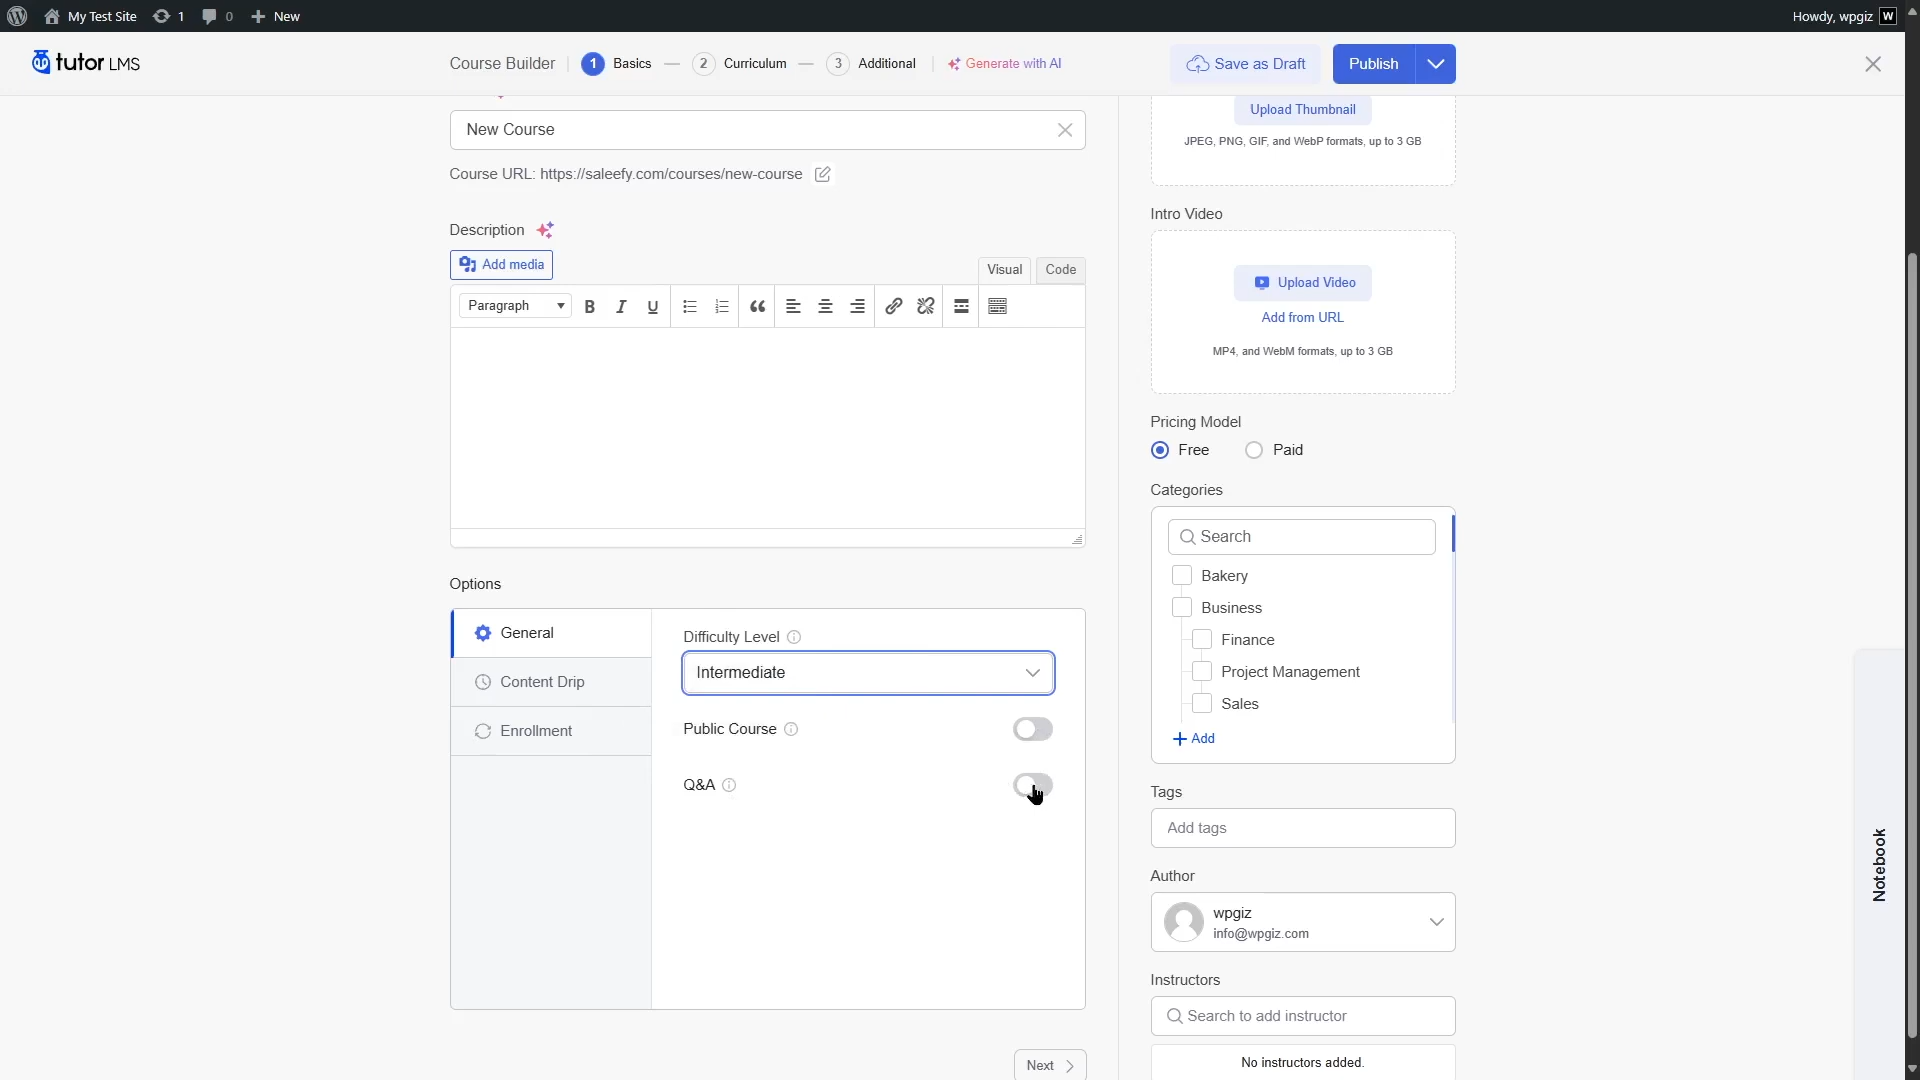 My Test Site 1 0 New Howdy, wpgiz W
tutor LMS
Course Builder 1 Basics 2 Curriculum 3 Additional Generate with AI Save as Draft Publish
New Course
Course URL: https://saleefy.com/courses/new-course
Description
Add media
Visual Code
Paragraph B I U
Options
General
Content Drip
Enrollment
Difficulty Level
Intermediate
Public Course
Q&A
Next
Upload Thumbnail
JPEG, PNG, GIF, and WebP formats, up to 3 GB
Intro Video
Upload Video
Add from URL
MP4, and WebM formats, up to 3 GB
Pricing Model
Free Paid
Categories
Search
Bakery
Business
Finance
Project Management
Sales
+ Add
Tags
Add tags
Author
wpgiz
info@wpgiz.com
Instructors
Search to add instructor
No instructors added.
Notebook